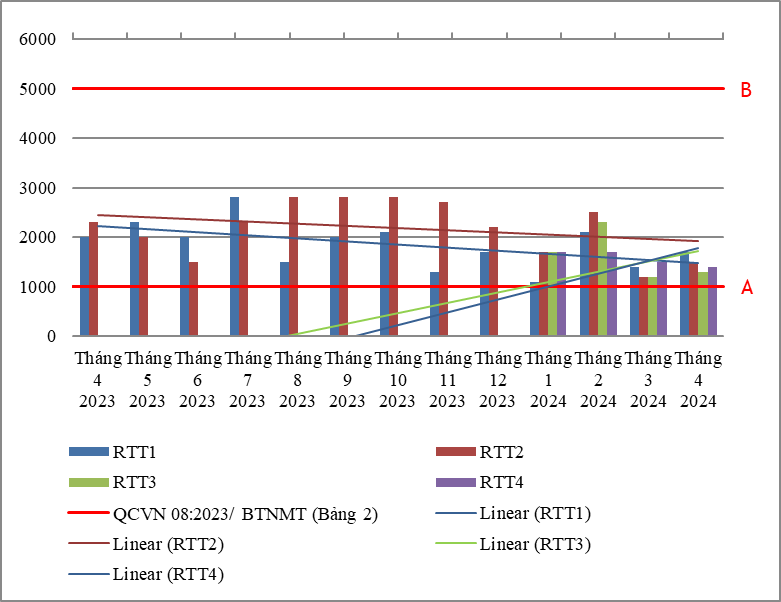 6000
5000
B
4000
3000
2000
1000
A
0
Tháng Tháng Tháng Tháng Tháng Tháng Tháng Tháng Tháng Tháng Tháng Tháng Tháng
4 5 6 7 8 9 10 11 12 1 2 3 4
2023 2023 2023 2023 2023 2023 2023 2023 2023 2024 2024 2024 2024
RTT1 RTT2
RTT3 RTT4
QCVN 08:2023/ BTNMT (Bảng 2) Linear (RTT1)
Linear (RTT2) Linear (RTT3)
Linear (RTT4)